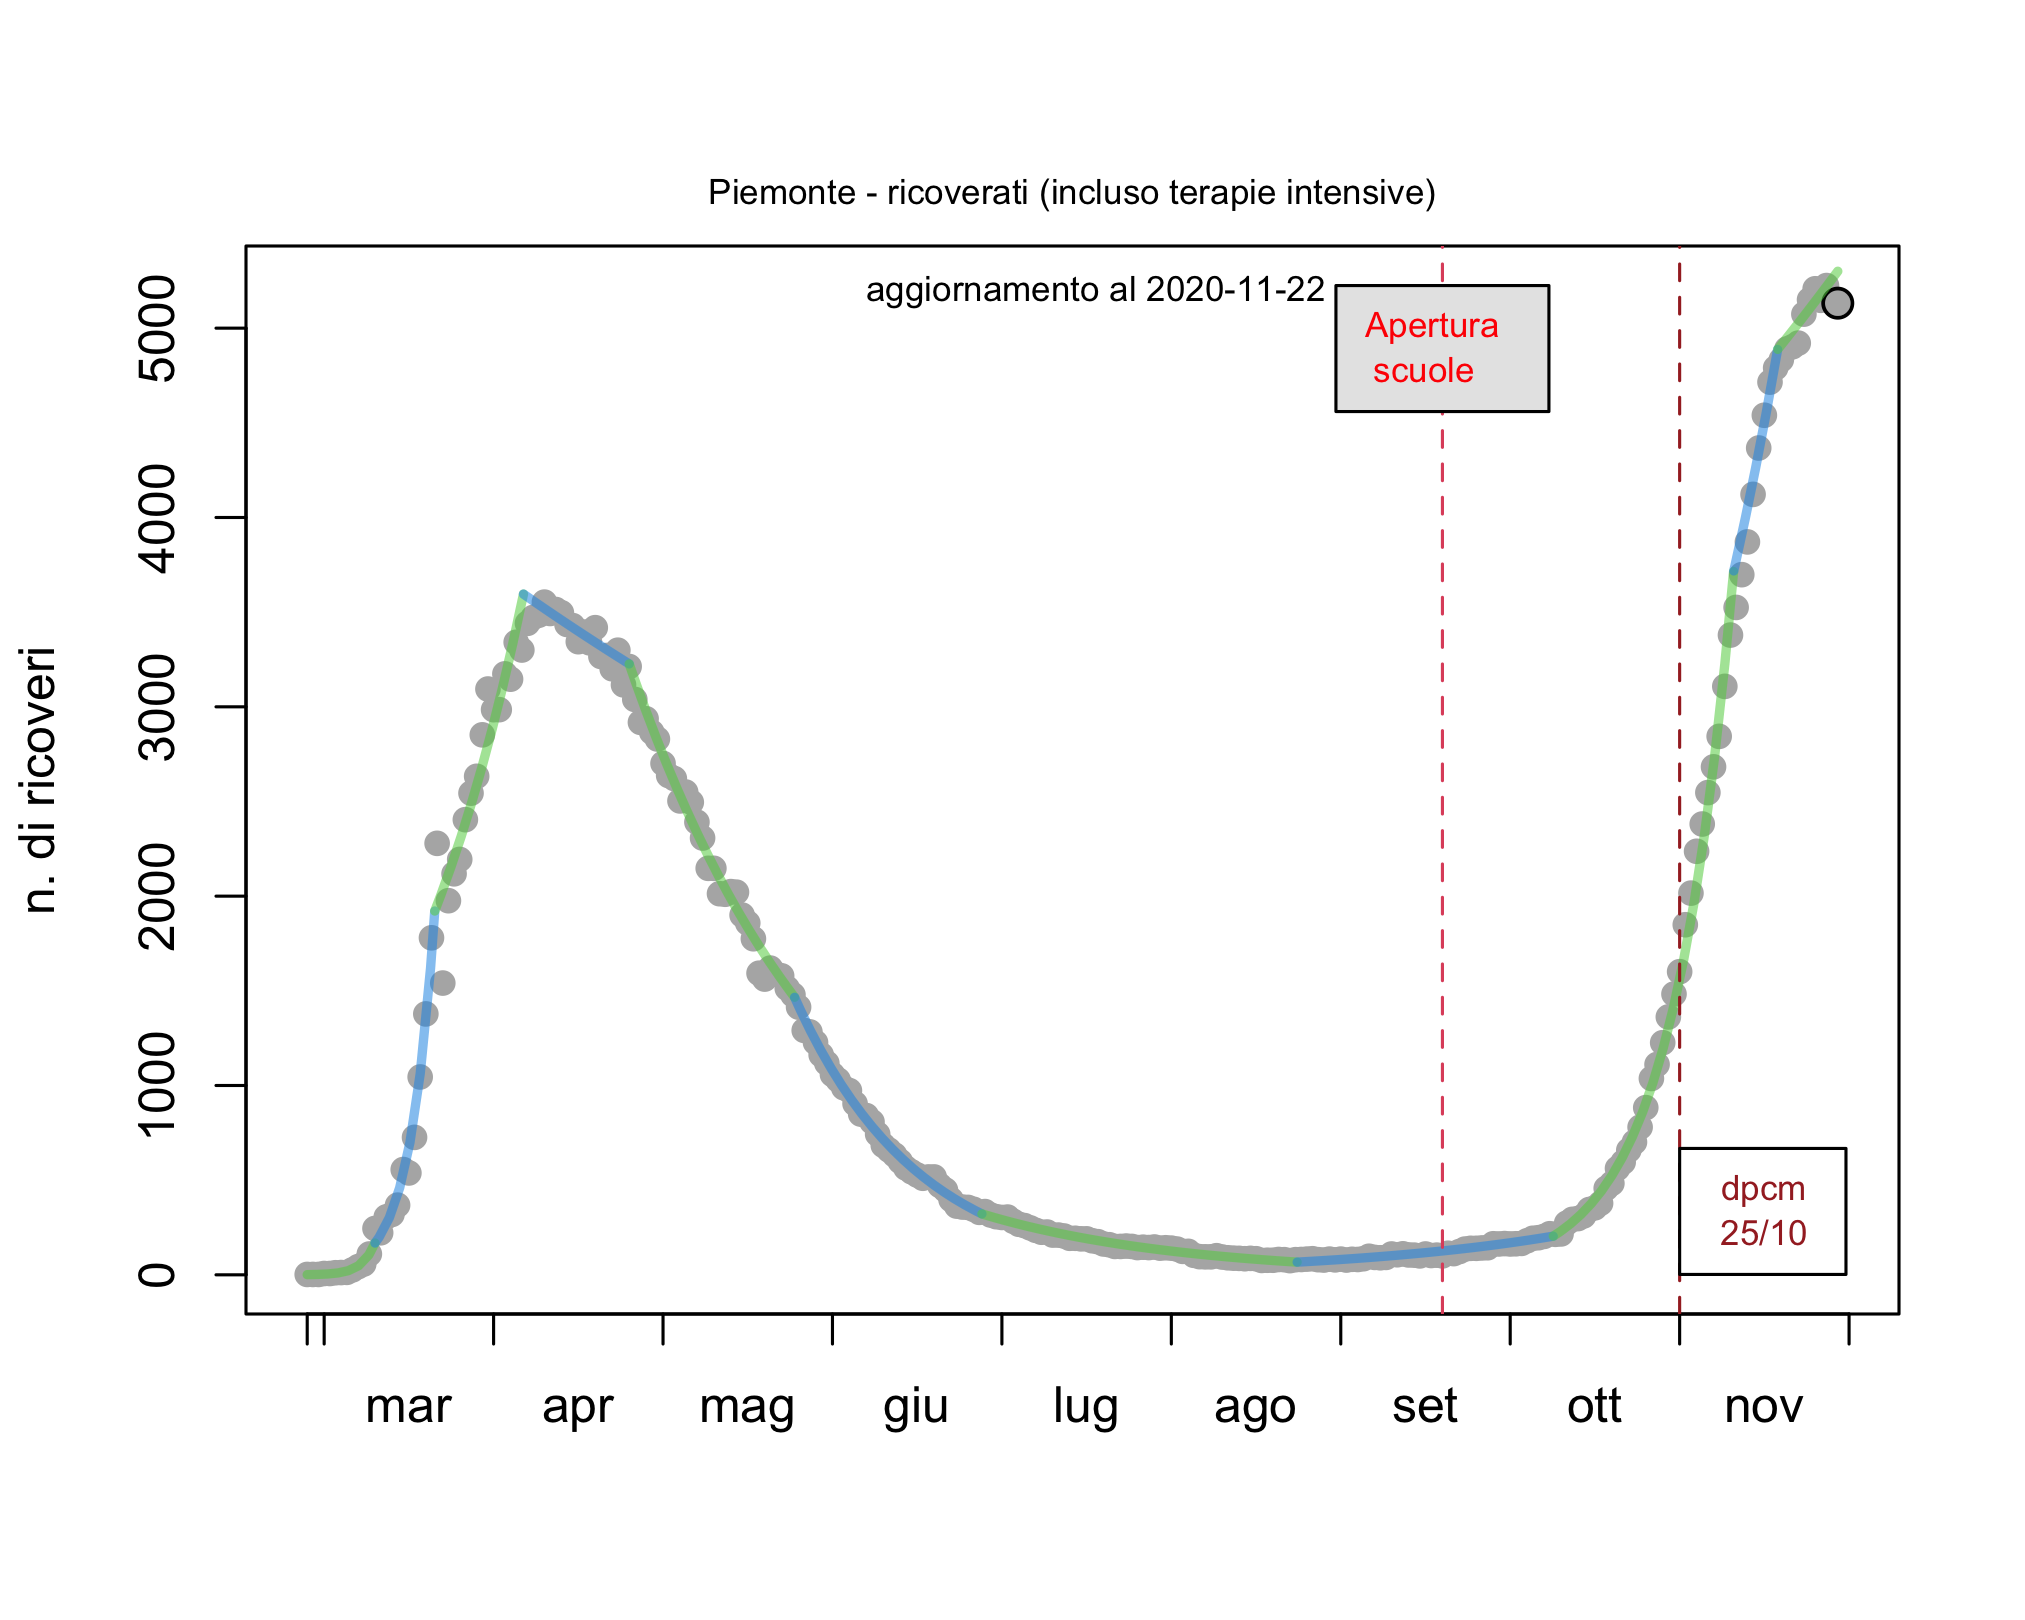 Piemonte - ricoverati (incluso terapie intensive)
aggiornamento al 2020-11-22
Apertura
scuole
n. di ricoveri
5000
4000
3000
2000
1000
0
dpcm
25/10
mar apr mag giu lug ago set ott nov